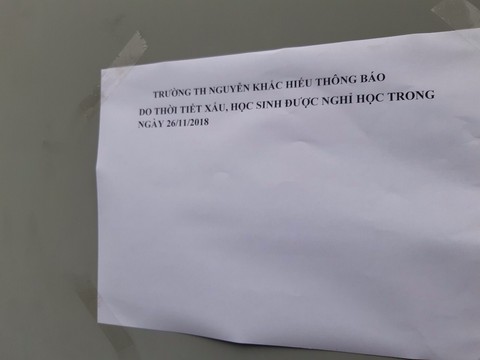 TRƯỜNG TH NGUYỄN KHẮC HIẾU THÔNG BÁO
DO THỜI TIẾT XẤU, HỌC SINH ĐƯỢC NGHỈ HỌC TRONG
NGÀY 26/11/2018